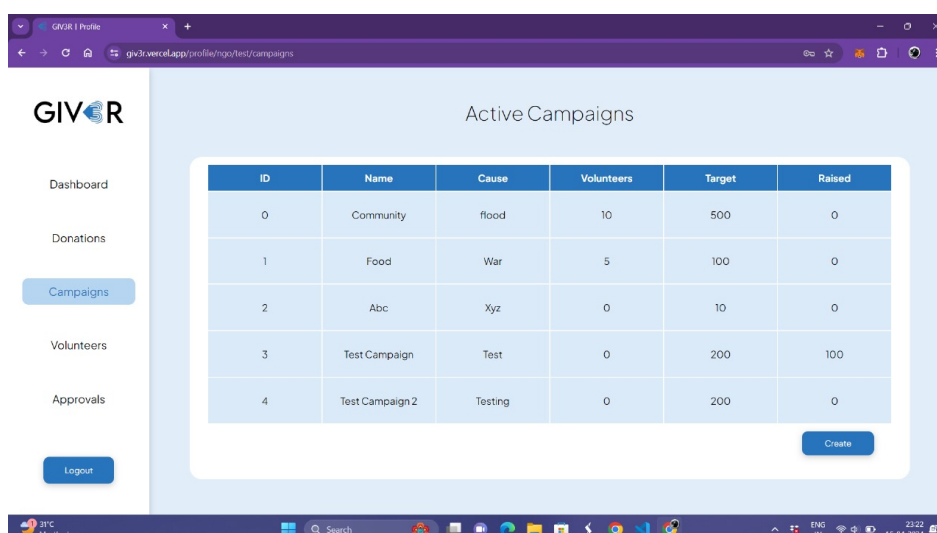 GIV3R | Profile
giv3r.vercel.app/profile/ngo/test/campaigns
GIV3R
Active Campaigns
Dashboard
Donations
Campaigns
Volunteers
Approvals
Logout
ID Name Cause Volunteers Target Raised
0 Community flood 10 500 0
1 Food War 5 100 0
2 Abc Xyz 0 10 0
3 Test Campaign Test 0 200 100
4 Test Campaign 2 Testing 0 200 0
Create
1
31°C
Search
ENG
23:22